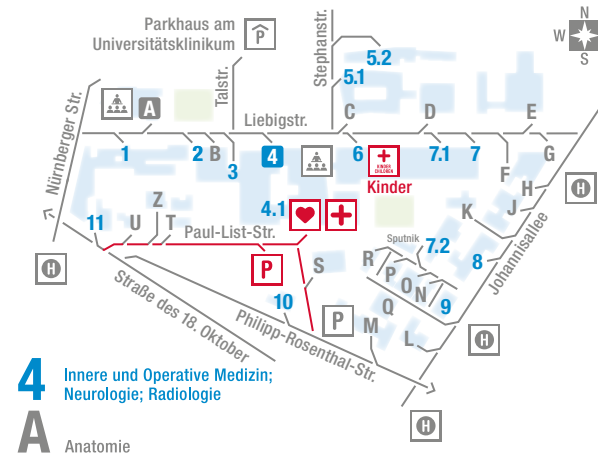 Parkhaus am
Universitätsklinikum
P
Stephanstr.
N
W
S
5.2
5.1
Talstr.
Nürnberger Str.
A
Liebigstr.
C
D
E
1
2
B
3
4
6
KINDER
CHILDREN
Kinder
7.1
7
F
G
H
H
J
K
Johannisallee
Z
4.1
11
U
T
Paul-List-Str.
Sputnik
7.2
R
P
O
N
Q
8
9
H
P
S
10
P
M
L
H
Straße des 18. Oktober
Philipp-Rosenthal-Str.
H
4
Innere und Operative Medizin;
Neurologie; Radiologie
A
Anatomie